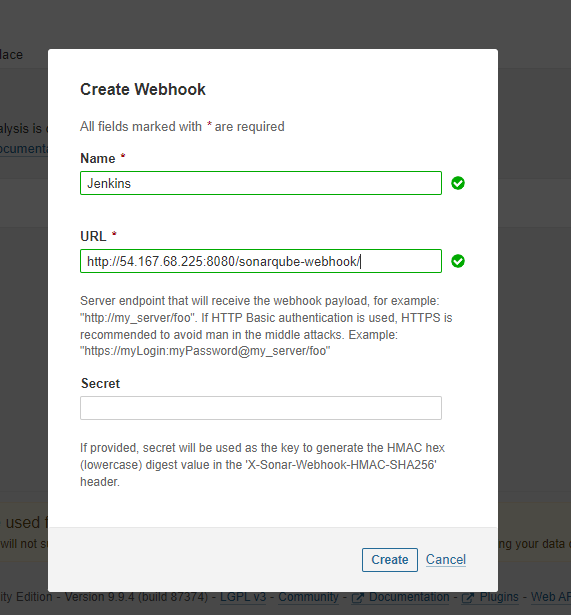 lace
Create Webhook
All fields marked with * are required
alysis is
ocumenta
Name *
Jenkins
URL *
http://54.167.68.225:8080/sonarqube-webhook/
Server endpoint that will receive the webhook payload, for example:
"http://my_server/foo". If HTTP Basic authentication is used, HTTPS is
recommended to avoid man in the middle attacks. Example:
"https://myLogin:myPassword@my_server/foo"
Secret
If provided, secret will be used as the key to generate the HMAC hex
(lowercase) digest value in the 'X-Sonar-Webhook-HMAC-SHA256'
header.
used f
will not su
ng your data
Create Cancel
ity Edition - Version 9.9.4 (build 87374) - LGPL v3 - Community - Documentation - Plugins - Web AP